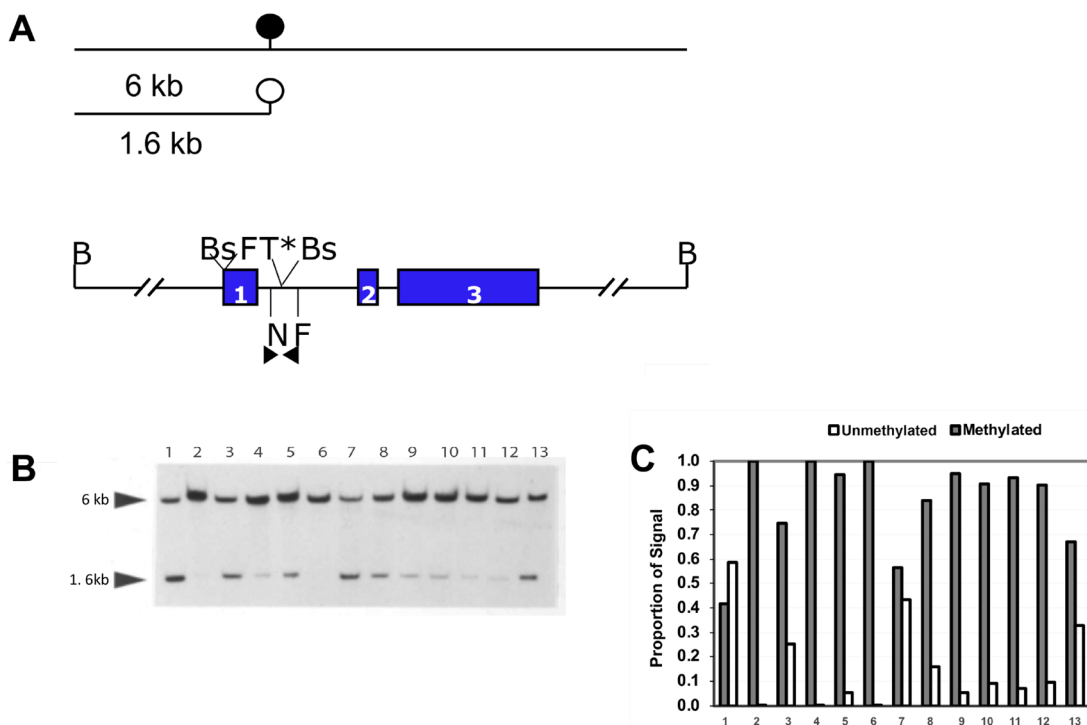 A
6 kb
1.6 kb
B
BsFT*Bs
B
1
2
3
NF
B
1 2 3 4 5 6 7 8 9 10 11 12 13
6 kb
1.6kb
C
Unmethylated Methylated
Proportion of Signal
1.0
0.9
0.8
0.7
0.6
0.5
0.4
0.3
0.2
0.1
0.0
1 2 3 4 5 6 7 8 9 10 11 12 13